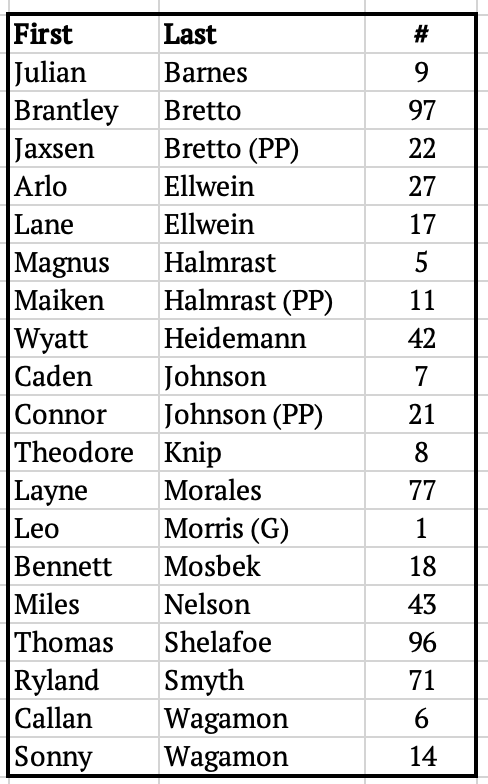 First Last #
Julian Barnes 9
Brantley Bretto 97
Jaxsen Bretto (PP) 22
Arlo Ellwein 27
Lane Ellwein 17
Magnus Halmrast 5
Maiken Halmrast (PP) 11
Wyatt Heidemann 42
Caden Johnson 7
Connor Johnson (PP) 21
Theodore Knip 8
Layne Morales 77
Leo Morris (G) 1
Bennett Mosbek 18
Miles Nelson 43
Thomas Shelafoe 96
Ryland Smyth 71
Callan Wagamon 6
Sonny Wagamon 14